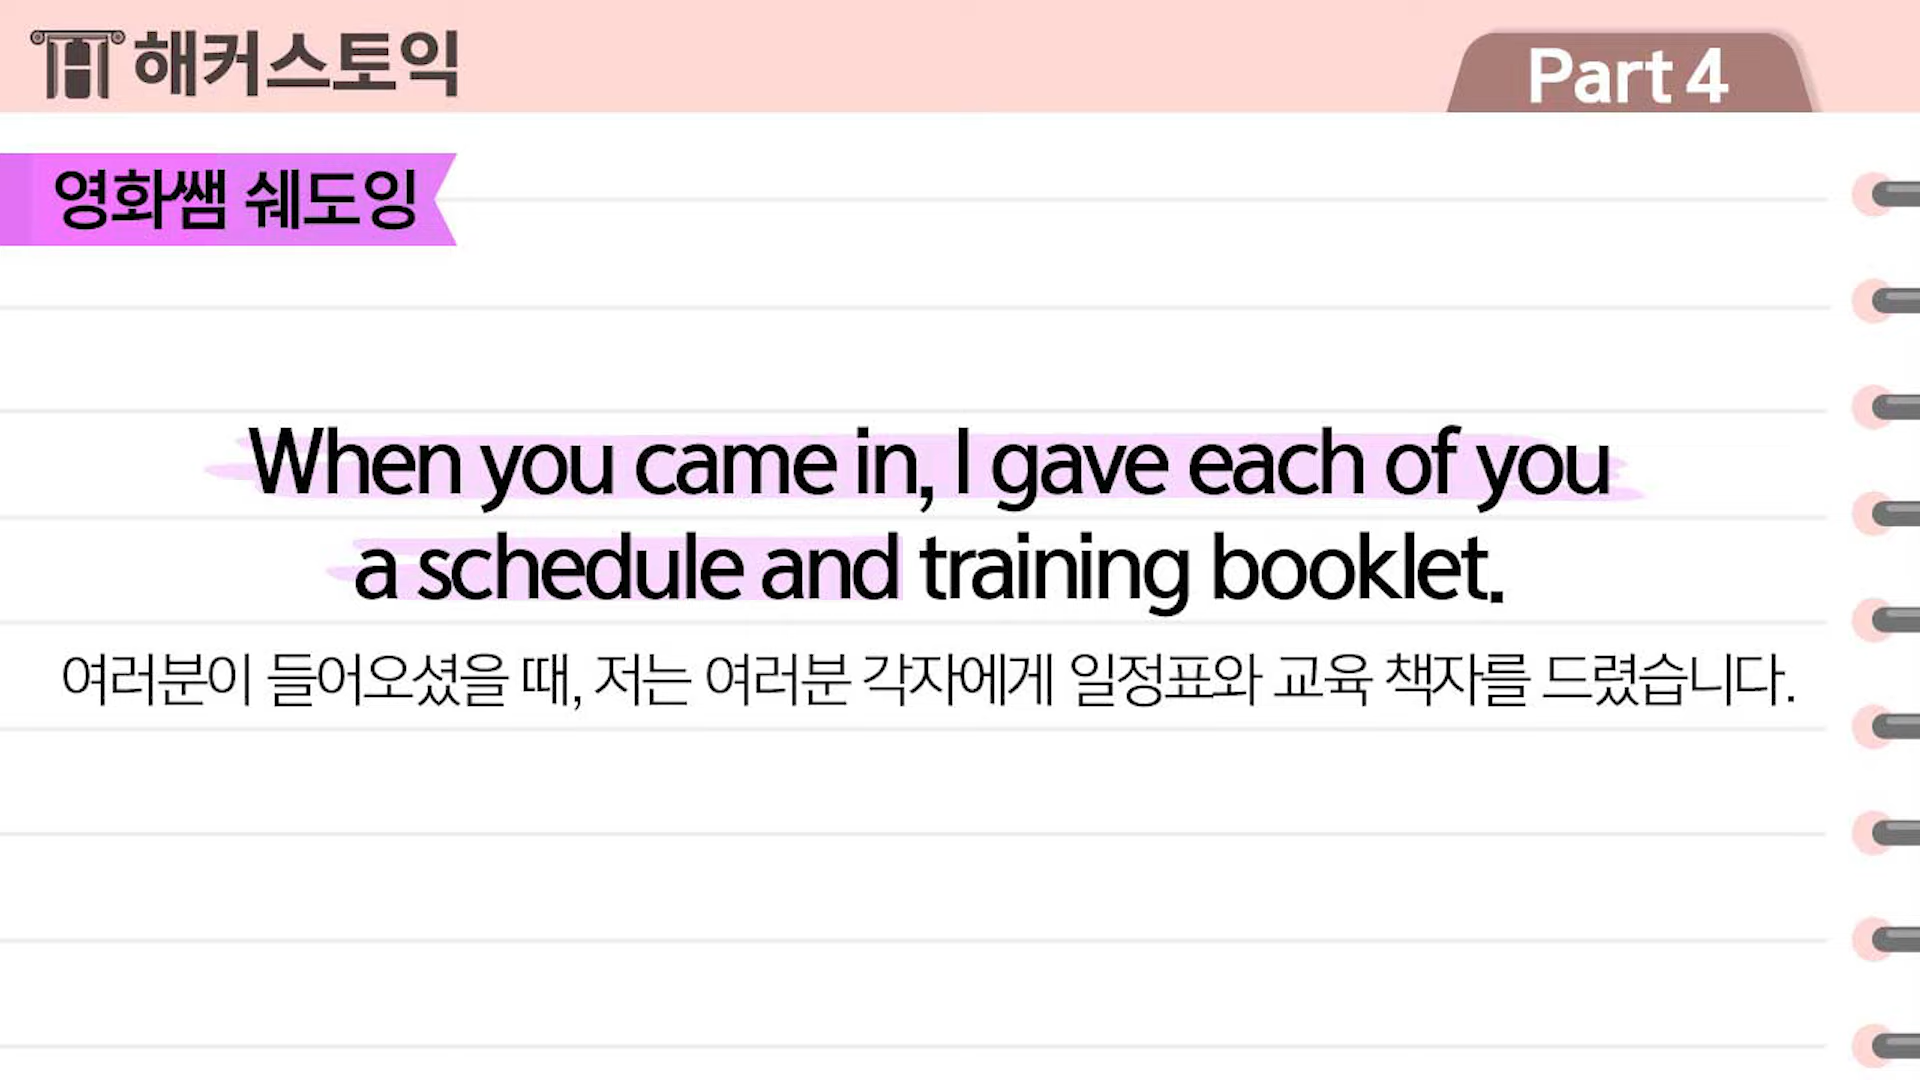 해커스토익
Part 4
영화쌤 쉐도잉
When you came in, I gave each of you
a schedule and training booklet.
여러분이 들어오셨을 때, 저는 여러분 각자에게 일정표와 교육 책자를 드렸습니다.